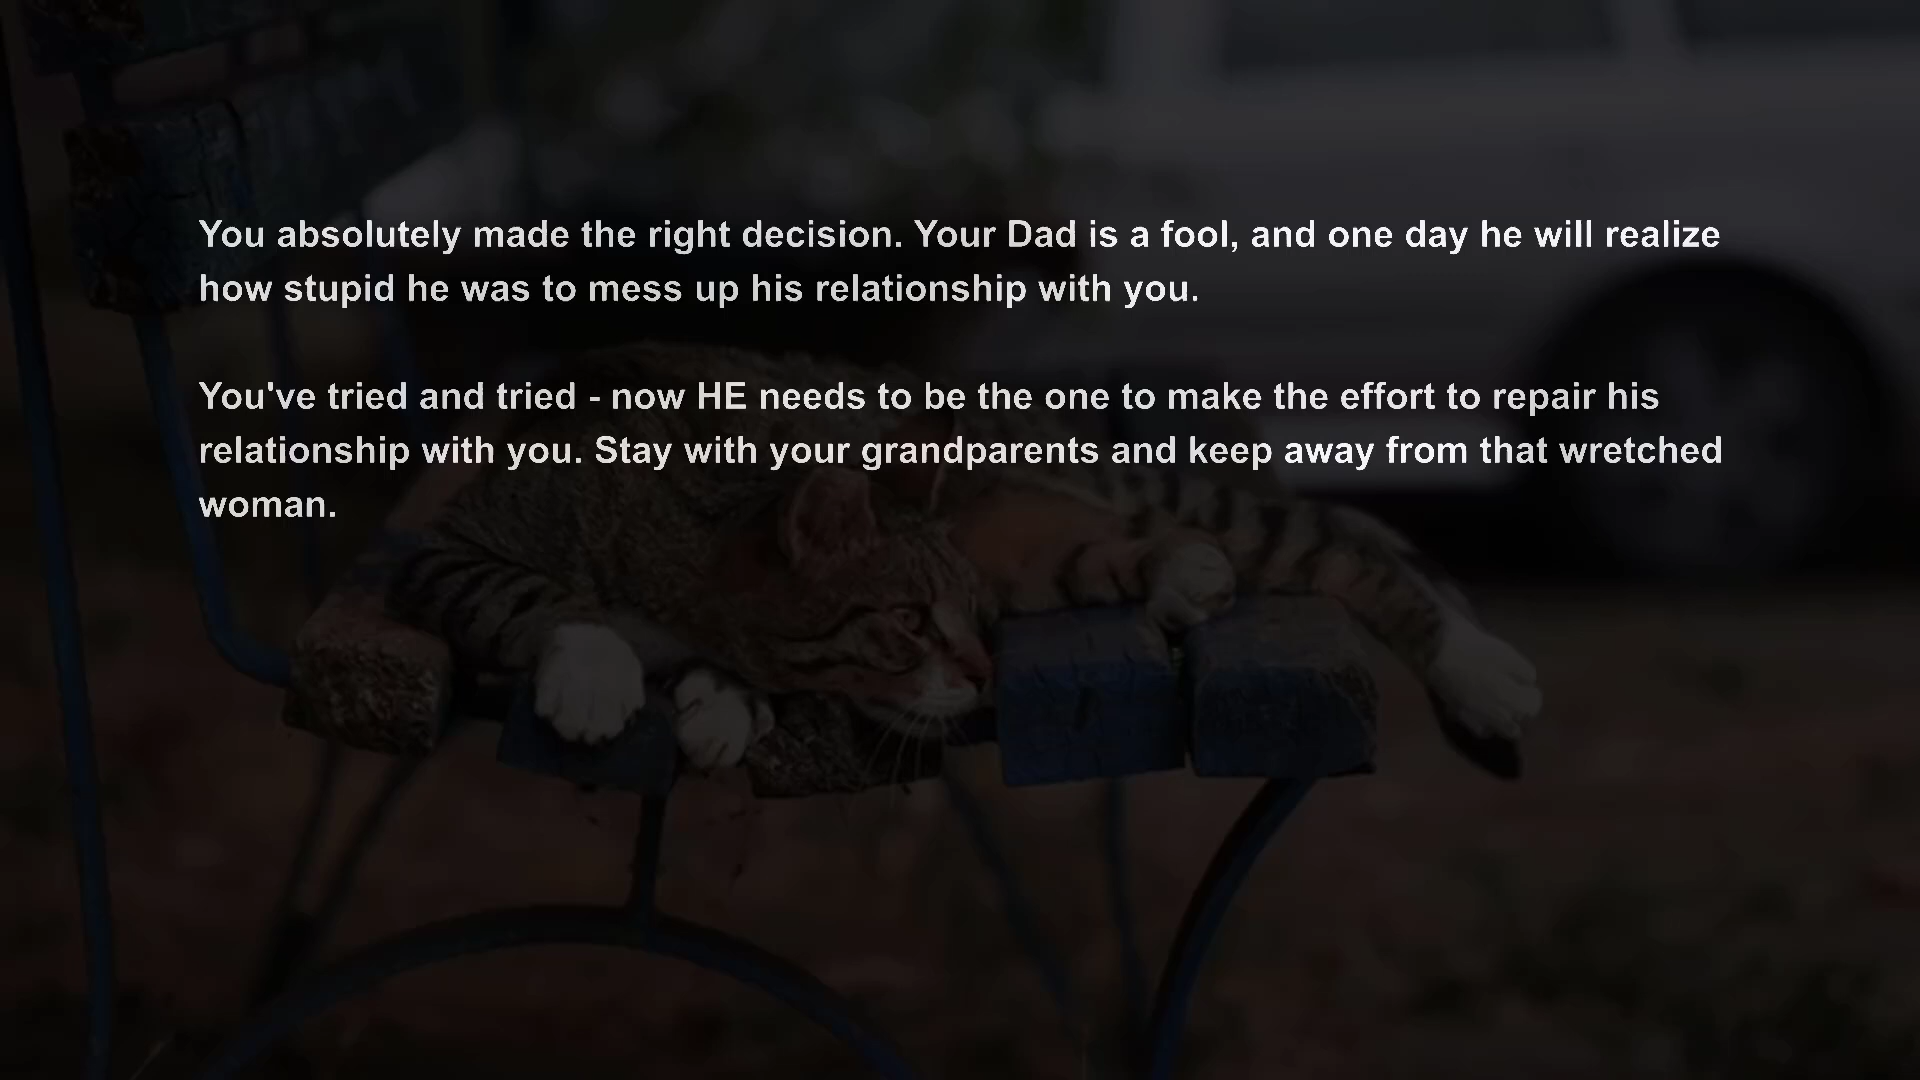 You absolutely made the right decision. Your Dad is a fool, and one day he will realize
how stupid he was to mess up his relationship with you.
You've tried and tried - now HE needs to be the one to make the effort to repair his
relationship with you. Stay with your grandparents and keep away from that wretched
woman.